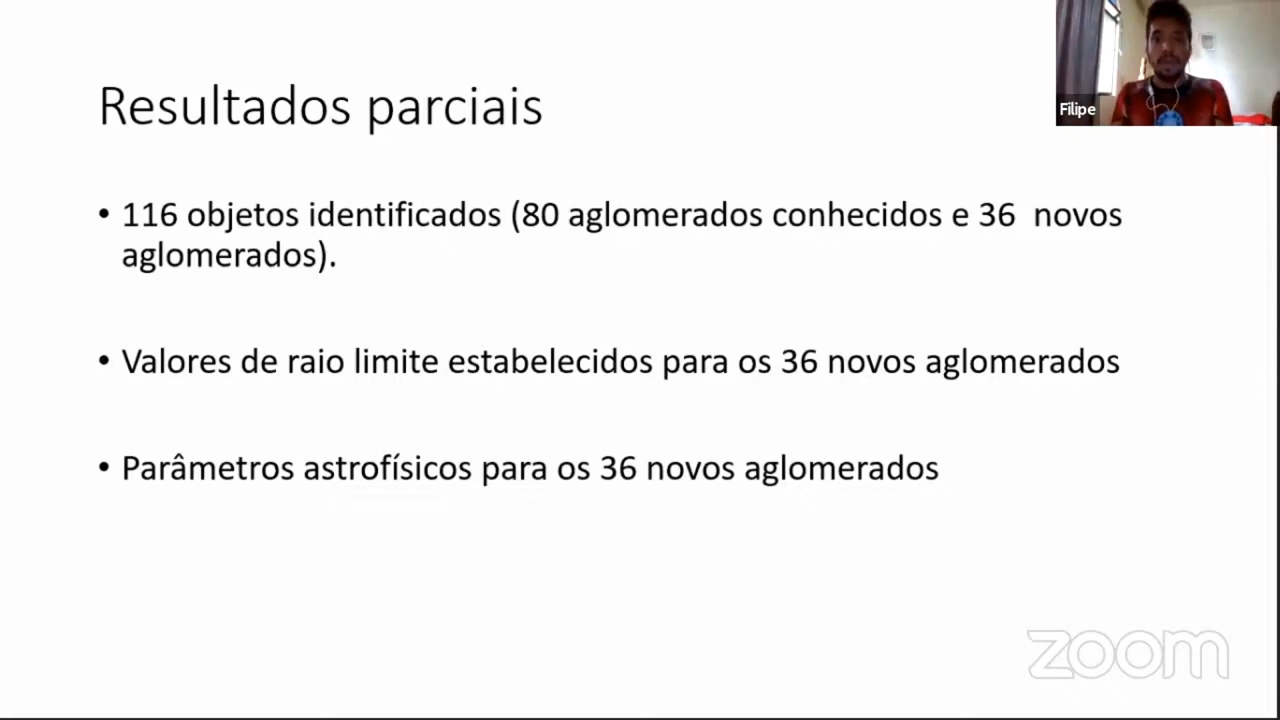 Resultados parciais
Filipe
• 116 objetos identificados (80 aglomerados conhecidos e 36  novos
aglomerados).
• Valores de raio limite estabelecidos para os 36 novos aglomerados
• Parâmetros astrofísicos para os 36 novos aglomerados
zoom